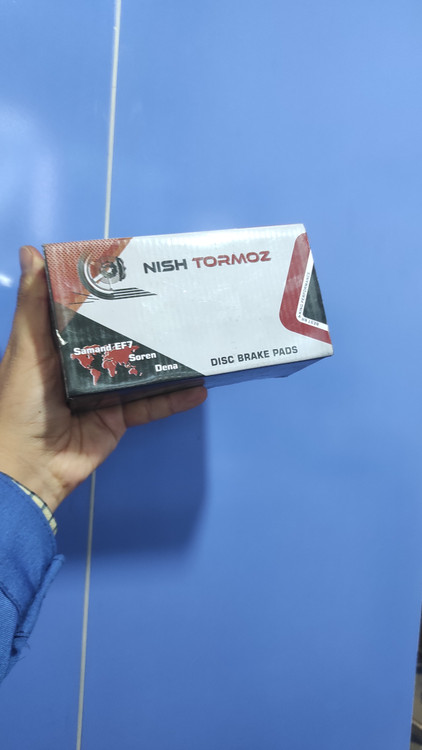 NISH TORMOZ
Samand-EF7
Soren
Dena
DISC BRAKE PADS